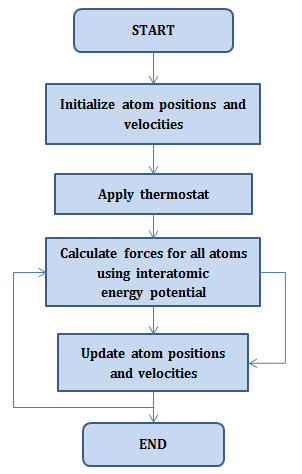 START
Initialize atom positions and
velocities
Apply thermostat
Calculate forces for all atoms
using interatomic
energy potential
Update atom positions
and velocities
END